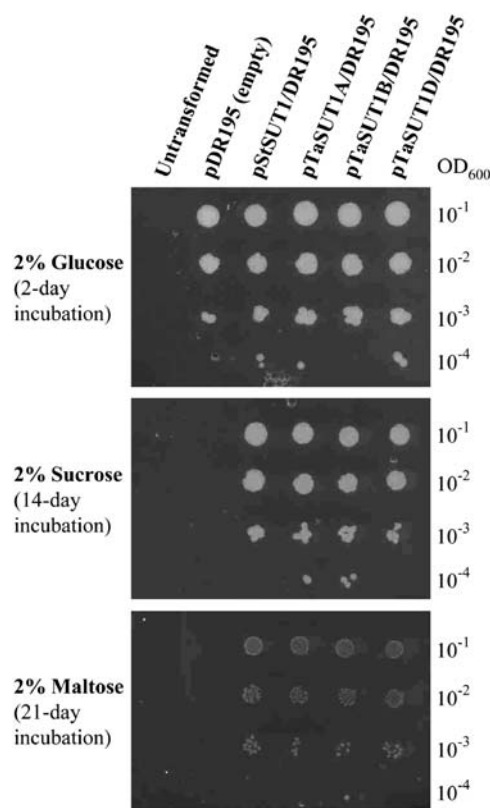 Untransformed
pDR195 (empty)
pStSUT1/DR195
pTaSUT1A/DR195
pTaSUT1B/DR195
pTaSUT1D/DR195
OD₆₀₀
2% Glucose
(2-day
incubation)
10⁻¹
10⁻²
10⁻³
10⁻⁴
2% Sucrose
(14-day
incubation)
10⁻¹
10⁻²
10⁻³
10⁻⁴
2% Maltose
(21-day
incubation)
10⁻¹
10⁻²
10⁻³
10⁻⁴